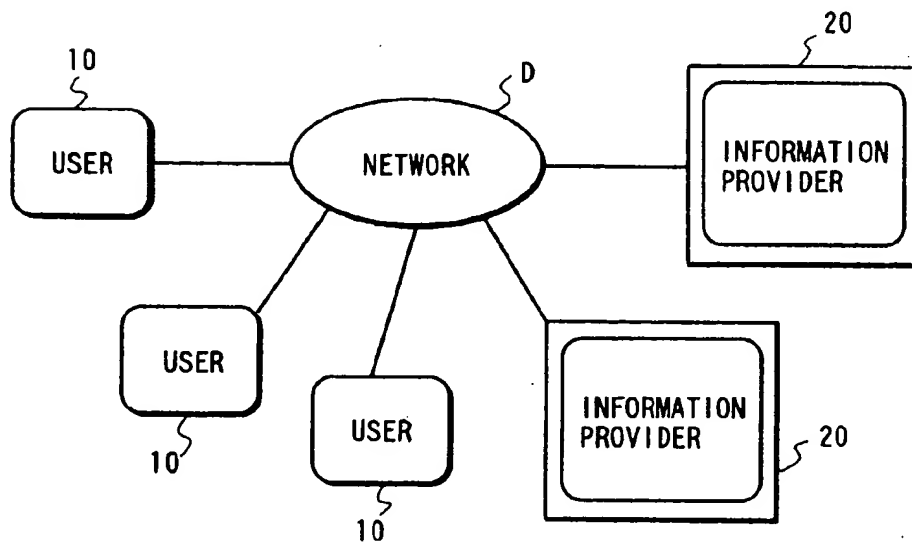 20
10
D
USER
NETWORK
INFORMATION
PROVIDER
USER
USER
INFORMATION
PROVIDER
10
20
10